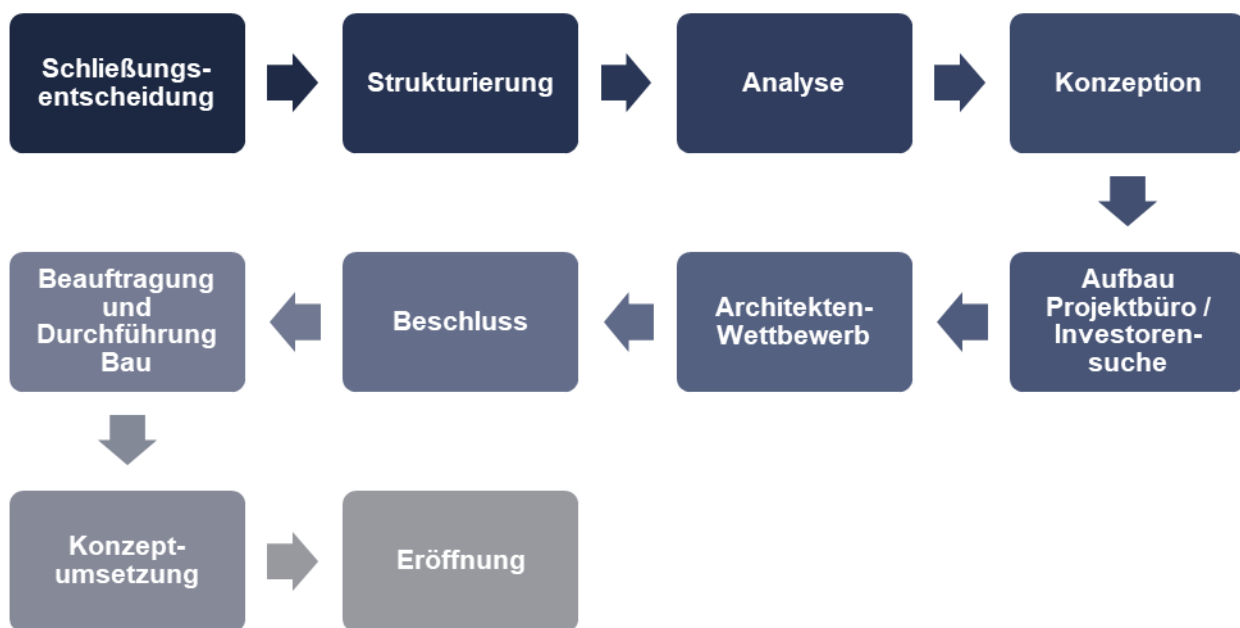 Schließungs-
entscheidung
Strukturierung
Analyse
Konzeption
Aufbau
Projektbüro /
Investoren-
suche
Architekten-
Wettbewerb
Beschluss
Beauftragung
und
Durchführung
Bau
Konzept-
umsetzung
Eröffnung